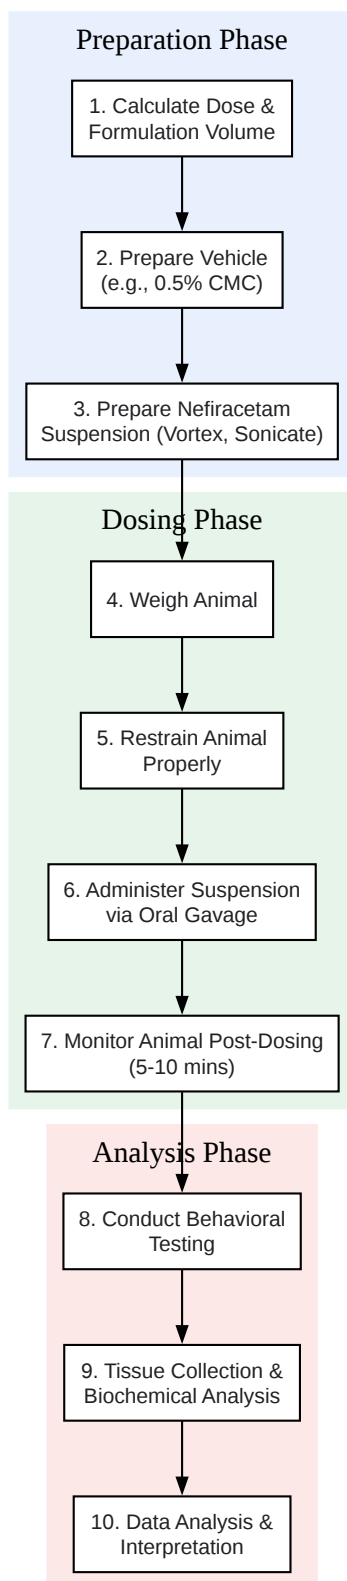 Preparation Phase
1. Calculate Dose &
Formulation Volume
2. Prepare Vehicle
(e.g., 0.5% CMC)
3. Prepare Nefiracetam
Suspension (Vortex, Sonicate)
Dosing Phase
4. Weigh Animal
5. Restrain Animal
Properly
6. Administer Suspension
via Oral Gavage
7. Monitor Animal Post-Dosing
(5-10 mins)
Analysis Phase
8. Conduct Behavioral
Testing
9. Tissue Collection &
Biochemical Analysis
10. Data Analysis &
Interpretation